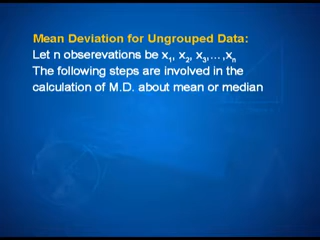 Mean Deviation for Ungrouped Data:
Let n obserevations be x₁, x₂, x₃,...,xₙ
The following steps are involved in the
calculation of M.D. about mean or median